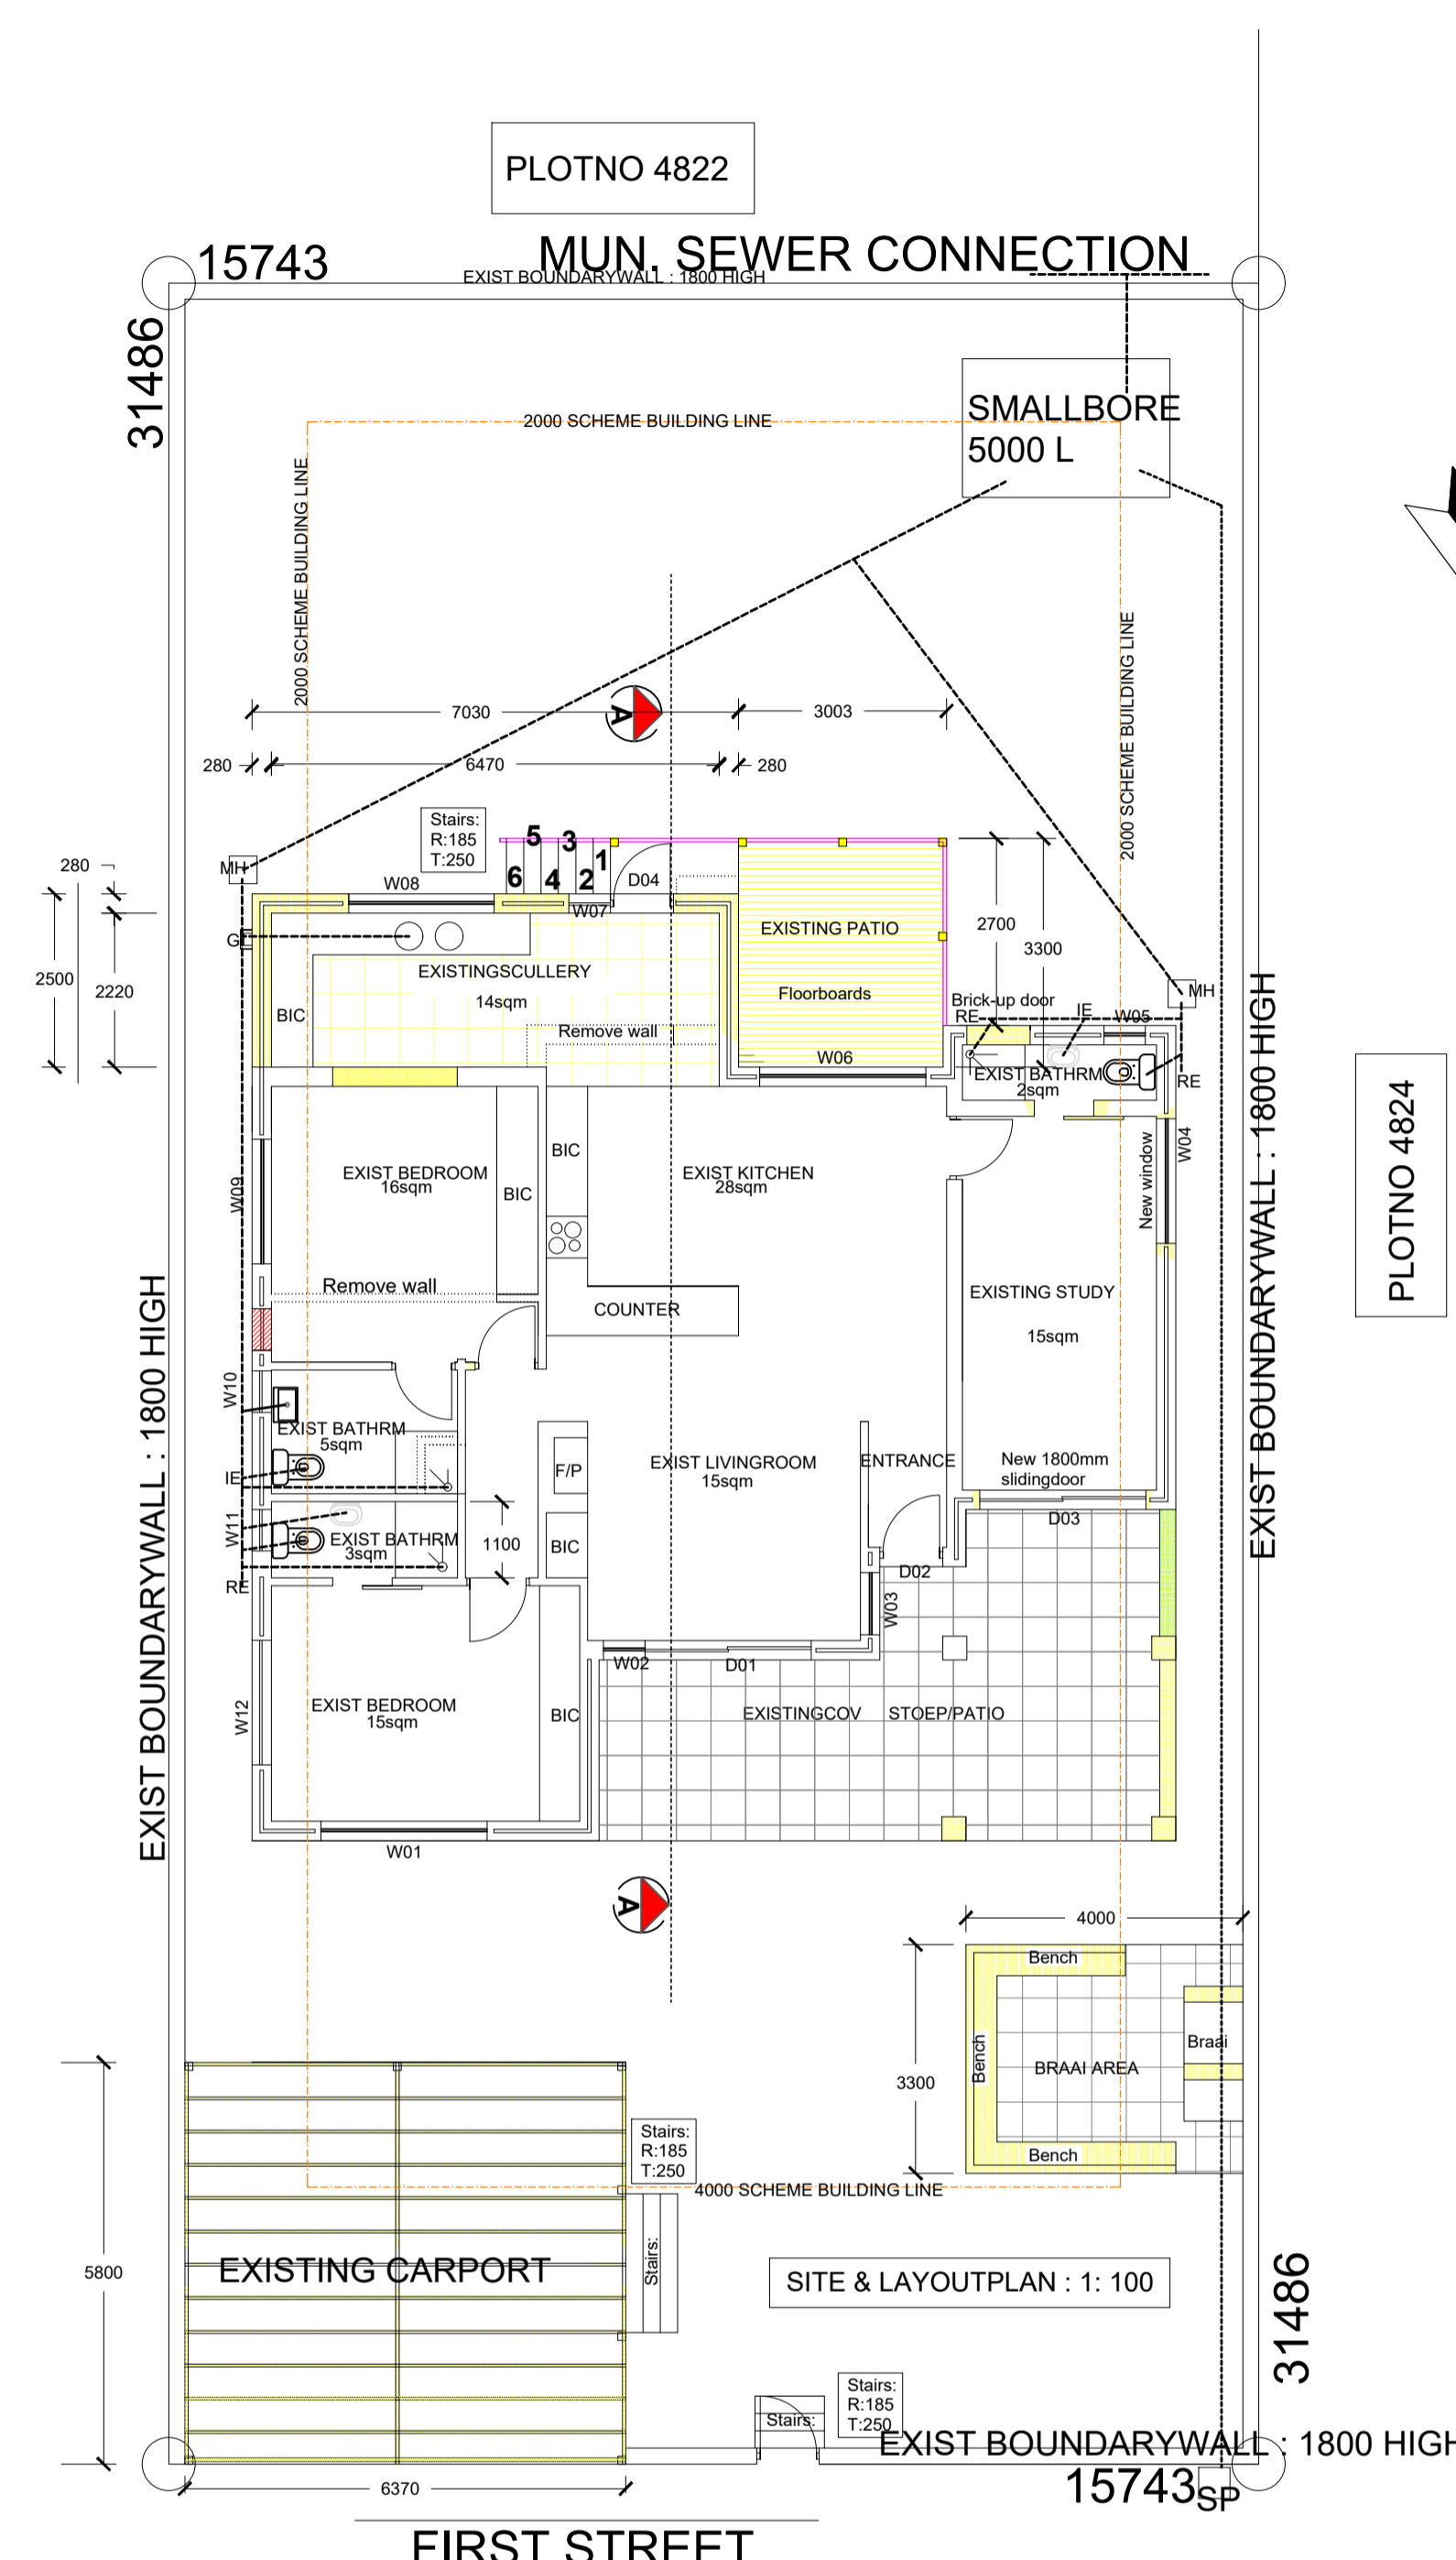 PLOTNO 4822
15743
MUN. SEWER CONNECTION
EXIST BOUNDARYWALL : 1800 HIGH
31486
SMALLBORE
5000 L
2000 SCHEME BUILDING LINE
2000 SCHEME BUILDING LINE
2000 SCHEME BUILDING LINE
7030
A
3003
280
6470
280
Stairs:
R:185
T:250
5
3
1
6
4
2
D04
MH
W08
W07
280
2500
2220
G
EXISTINGSCULLERY
14sqm
BIC
Remove wall
EXISTING PATIO
Floorboards
W06
2700
3300
Brick-up door
RE
IE
W05
MH
EXIST BATHRM
2sqm
RE
EXIST BOUNDARYWALL : 1800 HIGH
PLOTNO 4824
W04
New window
EXIST BEDROOM
16sqm
BIC
BIC
EXIST KITCHEN
28sqm
W09
Remove wall
COUNTER
EXISTING STUDY
15sqm
EXIST BOUNDARYWALL : 1800 HIGH
W10
EXIST BATHRM
5sqm
IE
F/P
EXIST LIVINGROOM
15sqm
ENTRANCE
New 1800mm
slidingdoor
D03
W11
EXIST BATHRM
3sqm
1100
BIC
RE
D02
W03
W02
D01
EXIST BEDROOM
15sqm
BIC
W12
EXISTINGCOV STOEP/PATIO
W01
A
4000
Bench
Bench
Braai
BRAAI AREA
3300
Bench
Stairs:
R:185
T:250
4000 SCHEME BUILDING LINE
Stairs:
EXISTING CARPORT
5800
SITE & LAYOUTPLAN : 1: 100
31486
Stairs:
R:185
T:250
Stairs:
EXIST BOUNDARYWALL : 1800 HIGH
6370
15743
SP
FIRST STREET